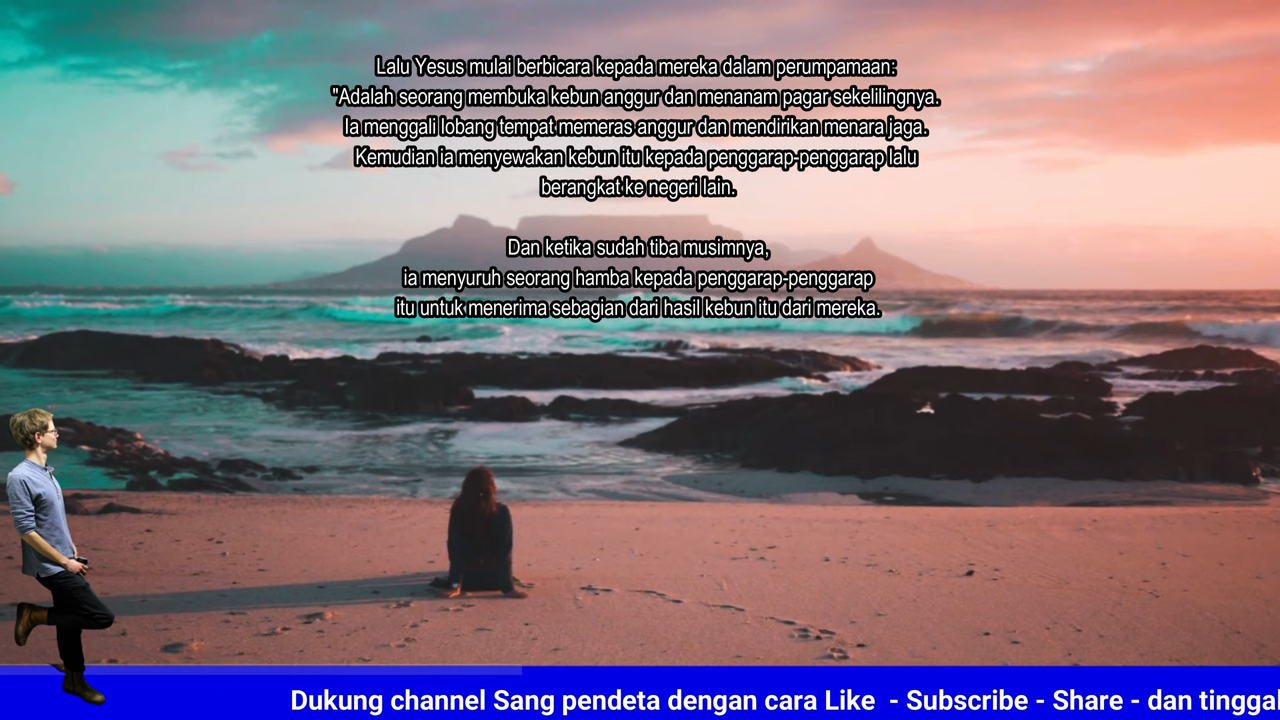 Lalu Yesus mulai berbicara kepada mereka dalam perumpamaan:
"Adalah seorang membuka kebun anggur dan menanam pagar sekelilingnya.
Ia menggali lobang tempat memeras anggur dan mendirikan menara jaga.
Kemudian ia menyewakan kebun itu kepada penggarap-penggarap lalu
berangkat ke negeri lain.
Dan ketika sudah tiba musimnya,
ia menyuruh seorang hamba kepada penggarap-penggarap
itu untuk menerima sebagian dari hasil kebun itu dari mereka.
Dukung channel Sang pendeta dengan cara Like - Subscribe - Share - dan